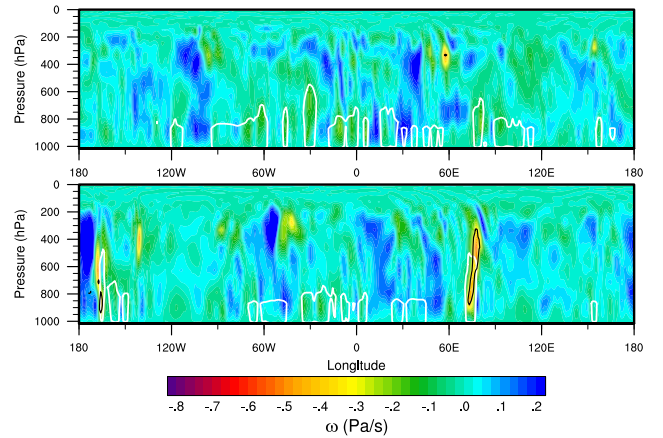 0
200
400
600
800
1000
Pressure (hPa)
180 120W 60W 0 60E 120E 180
0
200
400
600
800
1000
Pressure (hPa)
180 120W 60W 0 60E 120E 180
Longltude
-.8 -.7 -.6 -.5 -.4 -.3 -.2 -.1 .0 .1 .2
ω (Pa/s)